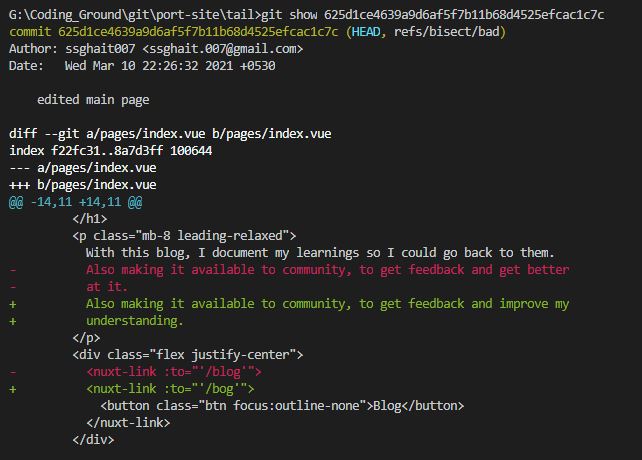 G:\Coding_Ground\git\port-site\tail>git show 625d1ce4639a9d6af5f7b11b68d4525efcac1c7c
commit 625d1ce4639a9d6af5f7b11b68d4525efcac1c7c (HEAD, refs/bisect/bad)
Author: ssghait007 <ssghait.007@gmail.com>
Date:   Wed Mar 10 22:26:32 2021 +0530

    edited main page

diff --git a/pages/index.vue b/pages/index.vue
index f22fc31..8a7d3ff 100644
--- a/pages/index.vue
+++ b/pages/index.vue
@@ -14,11 +14,11 @@
         </h1>
         <p class="mb-8 leading-relaxed">
           With this blog, I document my learnings so I could go back to them.
-          Also making it available to community, to get feedback and get better
-          at it.
+          Also making it available to community, to get feedback and improve my
+          understanding.
         </p>
         <div class="flex justify-center">
-          <nuxt-link :to="'/blog'">
+          <nuxt-link :to="'/bog'">
             <button class="btn focus:outline-none">Blog</button>
           </nuxt-link>
         </div>